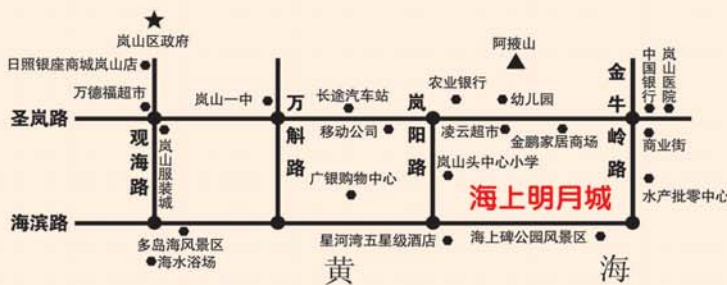 岚山区政府
阿掖山
日照银座商城岚山店
农业银行
金牛岭路
中国银行
岚山医院
万德福超市
岚山一中
万斛路
长途汽车站
岚阳路
幼儿园
圣岚路
观海路
岚山服装城
移动公司
凌云超市
金鹏家居商场
商业街
岚山头中心小学
广银购物中心
海上明月城
水产批零中心
海滨路
多岛海风景区
星河湾五星级酒店
海上碑公园风景区
海水浴场
黄海